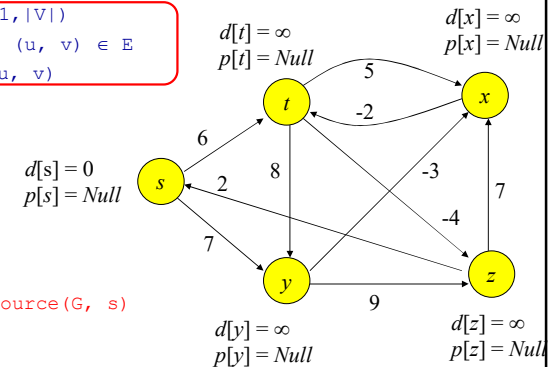 1,|V|)
(u, v) ∈ E
u, v)
d[t] = ∞
p[t] = Null
d[x] = ∞
p[x] = Null
5
t
x
-2
6
d[s] = 0
p[s] = Null
s
2
8
-3
7
-4
7
y
z
9
ource(G, s)
d[y] = ∞
p[y] = Null
d[z] = ∞
p[z] = Null